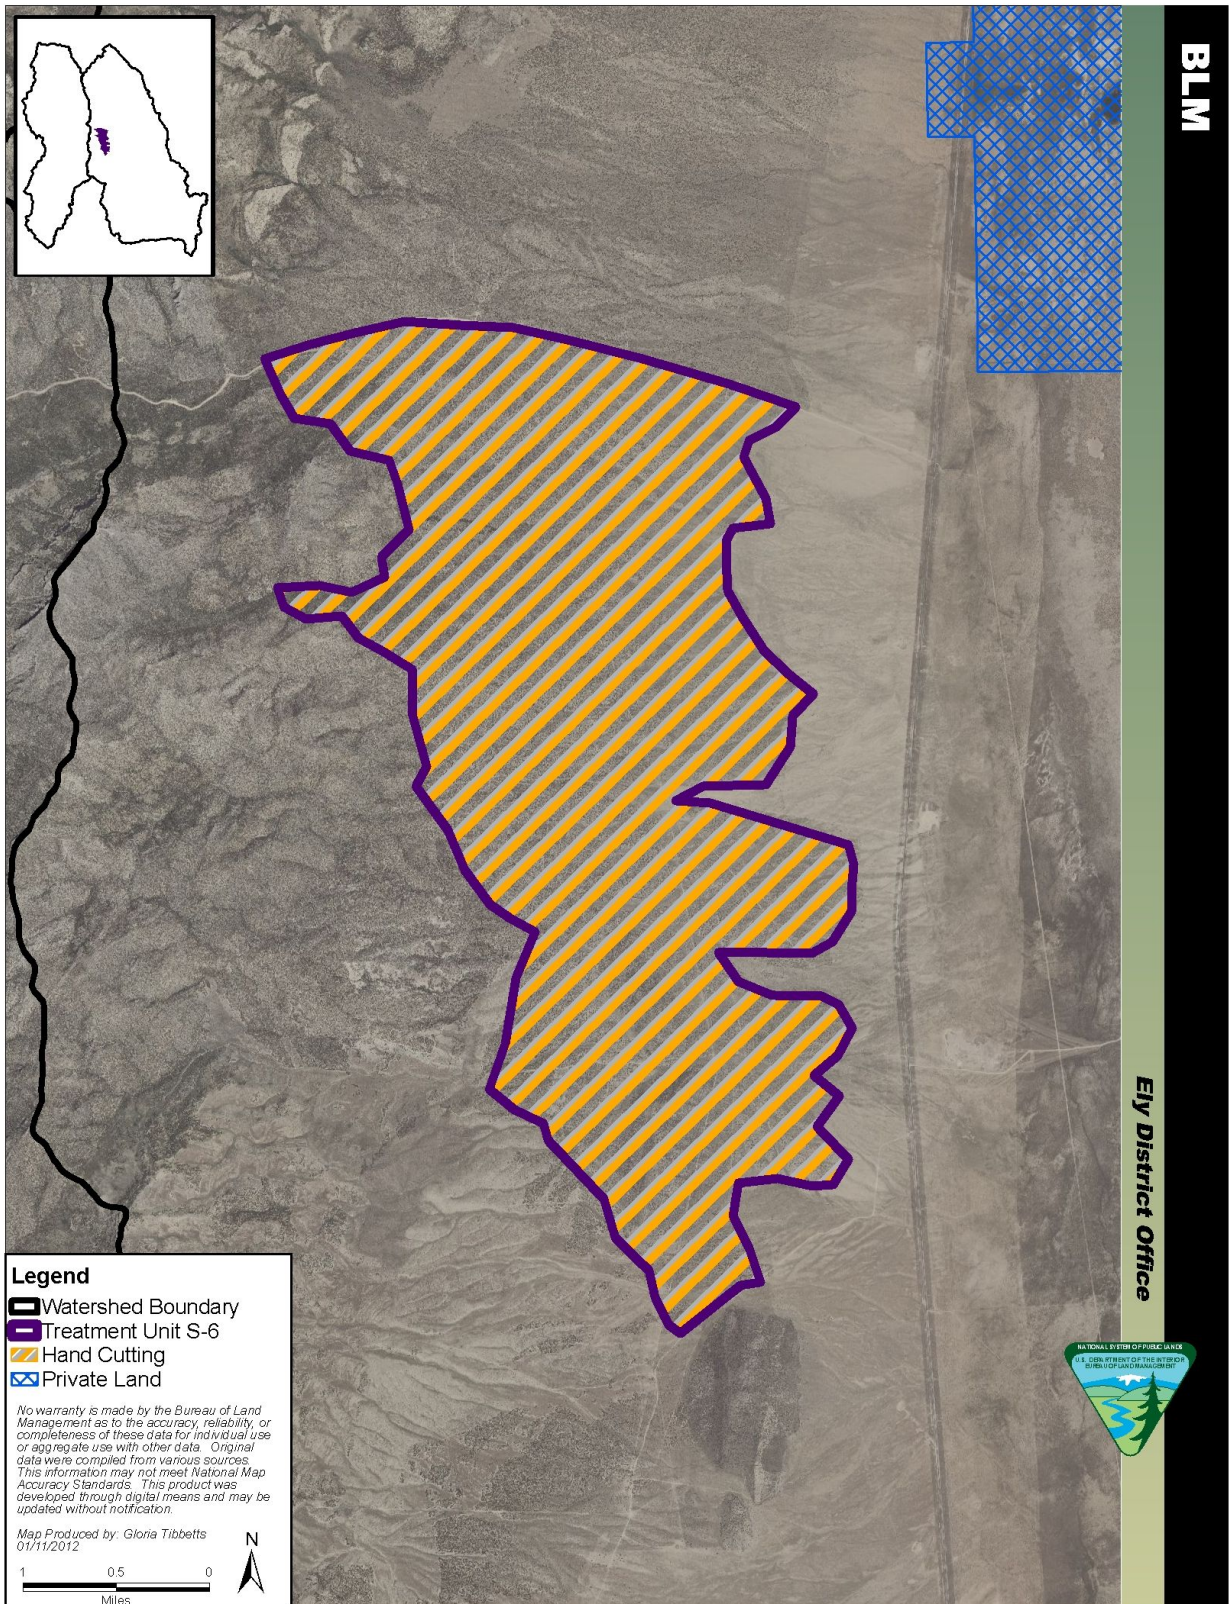 BLM
Ely District Office
NATIONAL SYSTEM OF PUBLIC LANDS
U.S. DEPARTMENT OF THE INTERIOR
BUREAU OF LAND MANAGEMENT
Legend
Watershed Boundary
Treatment Unit S-6
Hand Cutting
Private Land
No warranty is made by the Bureau of Land
Management as to the accuracy, reliability, or
completeness of these data for individual use
or aggregate use with other data. Original
data were compiled from various sources.
This information may not meet National Map
Accuracy Standards. This product was
developed through digital means and may be
updated without notification.
Map Produced by: Gloria Tibbetts
01/11/2012
N
1 0.5 0
Miles